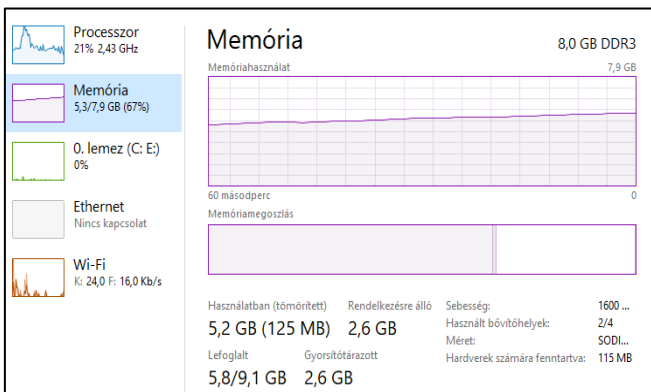 Processzor
21% 2,43 GHz
Memória
5,3/7,9 GB (67%)
0. lemez (C: E:)
0%
Ethernet
Nincs kapcsolat
Wi-Fi
K: 24,0 F: 16,0 Kb/s
Memória
8,0 GB DDR3
Memóriahasználat
7,9 GB
60 másodperc
0
Memóriamegoszlás
Használatban (tömörített)
5,2 GB (125 MB)
Rendelkezésre álló
2,6 GB
Lefoglalt
5,8/9,1 GB
Gyorsítótárazott
2,6 GB
Sebesség: 1600 ...
Használt bővítőhelyek: 2/4
Méret: SODI...
Hardverek számára fenntartva: 115 MB